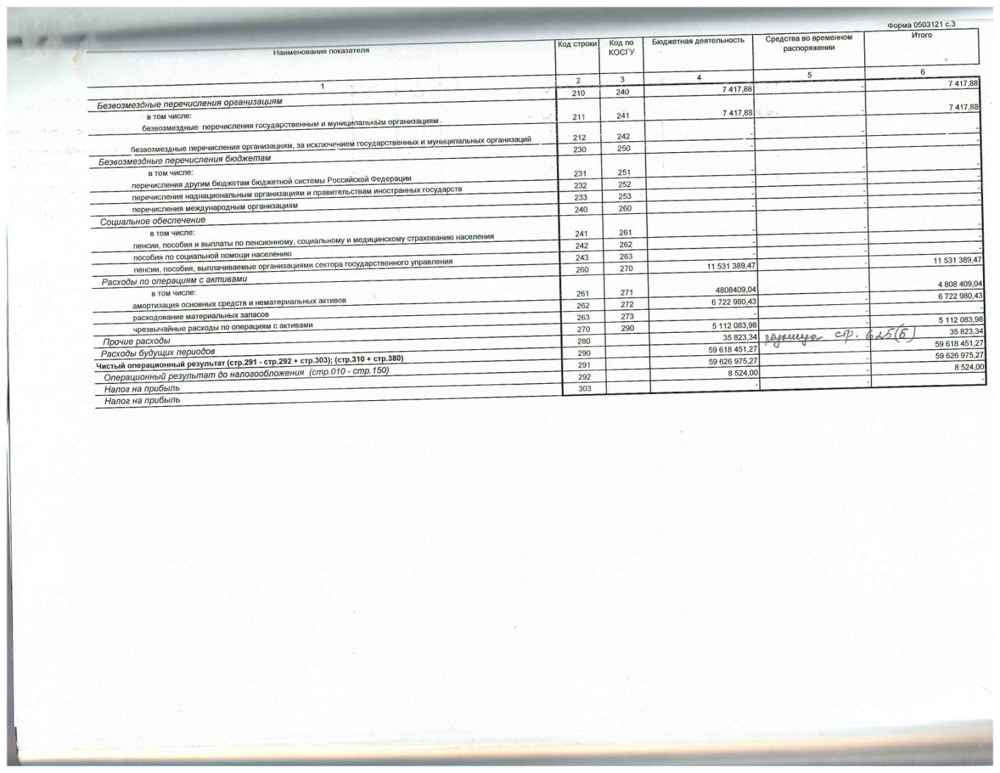 Форма 0503121 с.3
Наименование показателя Код строки Код по КОСГУ Бюджетная деятельность Средства во временном распоряжении Итого
1 2 3 4 5 6
Безвозмездные перечисления организациям 210 240 7 417,88 - 7 417,88
в том числе:
безвозмездные перечисления государственным и муниципальным организациям 211 241 7 417,88 - 7 417,88
безвозмездные перечисления организациям, за исключением государственных и муниципальных организаций 212 242 - - -
Безвозмездные перечисления бюджетам 230 250 - - -
в том числе:
перечисления другим бюджетам бюджетной системы Российской Федерации 231 251 - - -
перечисления наднациональным организациям и правительствам иностранных государств 232 252 - - -
перечисления международным организациям 233 253 - - -
Социальное обеспечение 240 260 - - -
в том числе:
пенсии, пособия и выплаты по пенсионному, социальному и медицинскому страхованию населения 241 261 - - -
пособия по социальной помощи населению 242 262 - - -
пенсии, пособия, выплачиваемые организациями сектора государственного управления 243 263 - - -
Расходы по операциям с активами 260 270 11 531 389,47 - 11 531 389,47
в том числе:
амортизация основных средств и нематериальных активов 261 271 4808409,04 - 4 808 409,04
расходование материальных запасов 262 272 6 722 980,43 - 6 722 980,43
чрезвычайные расходы по операциям с активами 263 273 - - -
Прочие расходы 270 290 5 112 083,98 - 5 112 083,98
Расходы будущих периодов 280 35 823,34 стр. 625(6) 35 823,34
Чистый операционный результат (стр.291 - стр.292 + стр.303); (стр.310 + стр.380) 290 59 618 451,27 - 59 618 451,27
Операционный результат до налогообложения (стр.010 - стр.150) 291 59 626 975,27 - 59 626 975,27
Налог на прибыль 292 8 524,00 - 8 524,00
Налог на прибыль 303 - - -